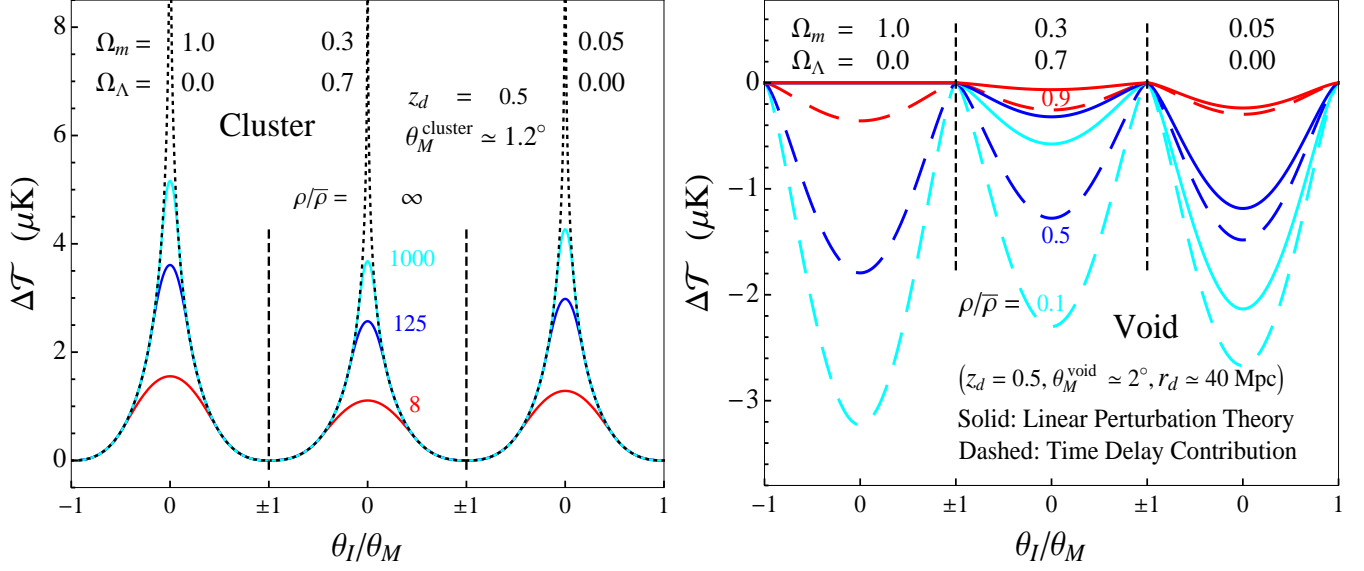 Ω_m = 1.0 0.3 0.05
Ω_Λ = 0.0 0.7 0.00
z_d = 0.5
Cluster
θ_M^cluster ≃ 1.2°
ρ/ρ̅ = ∞
1000
125
8
8
6
4
2
0
ΔT (μK)
−1 0 ±1 0 ±1 0 1
θ_I/θ_M
Ω_m = 1.0 0.3 0.05
Ω_Λ = 0.0 0.7 0.00
0.9
0.5
ρ/ρ̅ = 0.1
Void
(z_d = 0.5, θ_M^void ≃ 2°, r_d ≃ 40 Mpc)
Solid: Linear Perturbation Theory
Dashed: Time Delay Contribution
0
−1
−2
−3
ΔT (μK)
−1 0 ±1 0 ±1 0 1
θ_I/θ_M